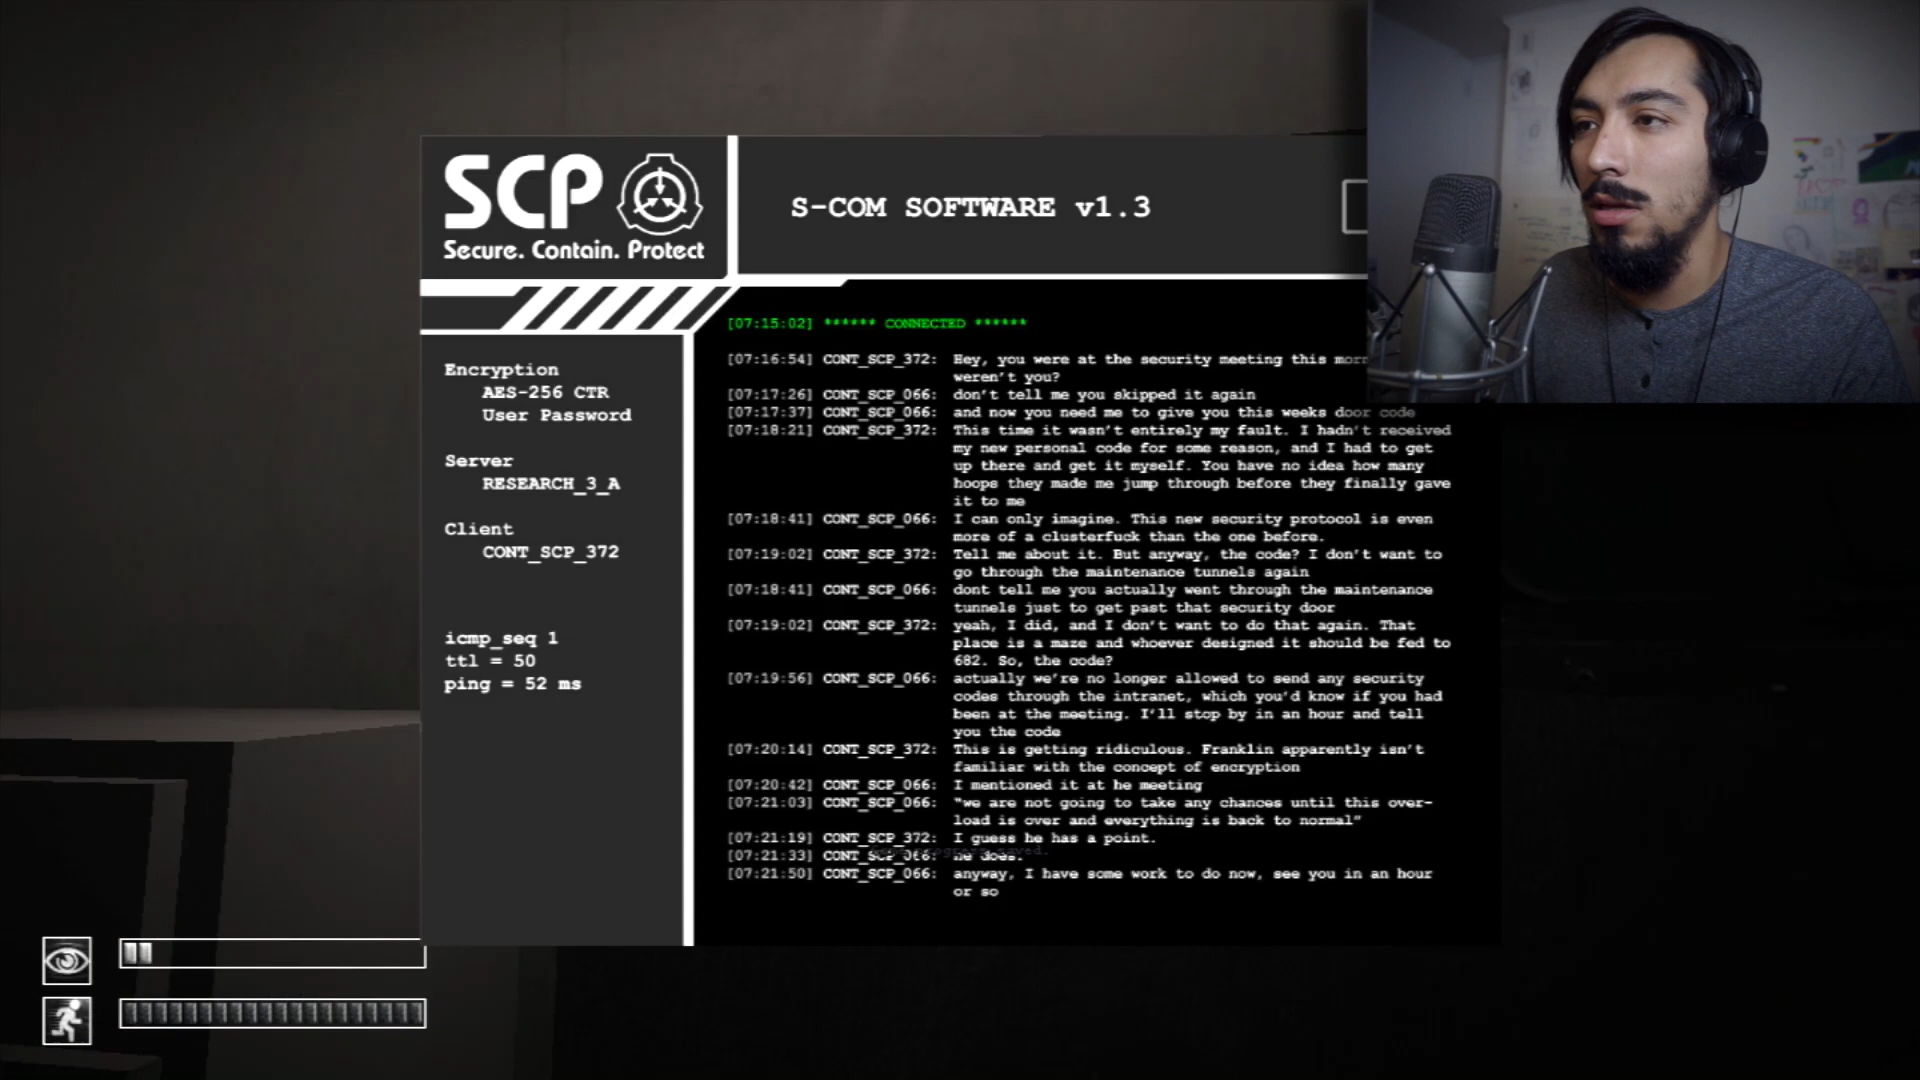 SCP
Secure. Contain. Protect
S-COM SOFTWARE v1.3
Encryption
AES-256 CTR
User Password
Server
RESEARCH_3_A
Client
CONT_SCP_372
icmp_seq 1
ttl = 50
ping = 52 ms
[07:15:02] ****** CONNECTED ******
[07:16:54] CONT_SCP_372: Hey, you were at the security meeting this
weren't you?
[07:17:26] CONT_SCP_066: don't tell me you skipped it again
[07:17:37] CONT_SCP_066: and now you need me to give you this weeks door code
[07:18:21] CONT_SCP_372: This time it wasn't entirely my fault. I hadn't received
my new personal code for some reason, and I had to get
up there and get it myself. You have no idea how many
hoops they made me jump through before they finally gave
it to me
[07:18:41] CONT_SCP_066: I can only imagine. This new security protocol is even
more of a clusterfuck than the one before.
[07:19:02] CONT_SCP_372: Tell me about it. But anyway, the code? I don't want to
go through the maintenance tunnels again
[07:18:41] CONT_SCP_066: dont tell me you actually went through the maintenance
tunnels just to get past that security door
[07:19:02] CONT_SCP_372: yeah, I did, and I don't want to do that again. That
place is a maze and whoever designed it should be fed to
682. So, the code?
[07:19:56] CONT_SCP_066: actually we're no longer allowed to send any security
codes through the intranet, which you'd know if you had
been at the meeting. I'll stop by in an hour and tell
you the code
[07:20:14] CONT_SCP_372: This is getting ridiculous. Franklin apparently isn't
familiar with the concept of encryption
[07:20:42] CONT_SCP_066: I mentioned it at he meeting
[07:21:03] CONT_SCP_066: "we are not going to take any chances until this over-
load is over and everything is back to normal"
[07:21:19] CONT_SCP_372: I guess he has a point.
[07:21:33] CONT_SCP_066: he does.
[07:21:50] CONT_SCP_066: anyway, I have some work to do now, see you in an hour
or so